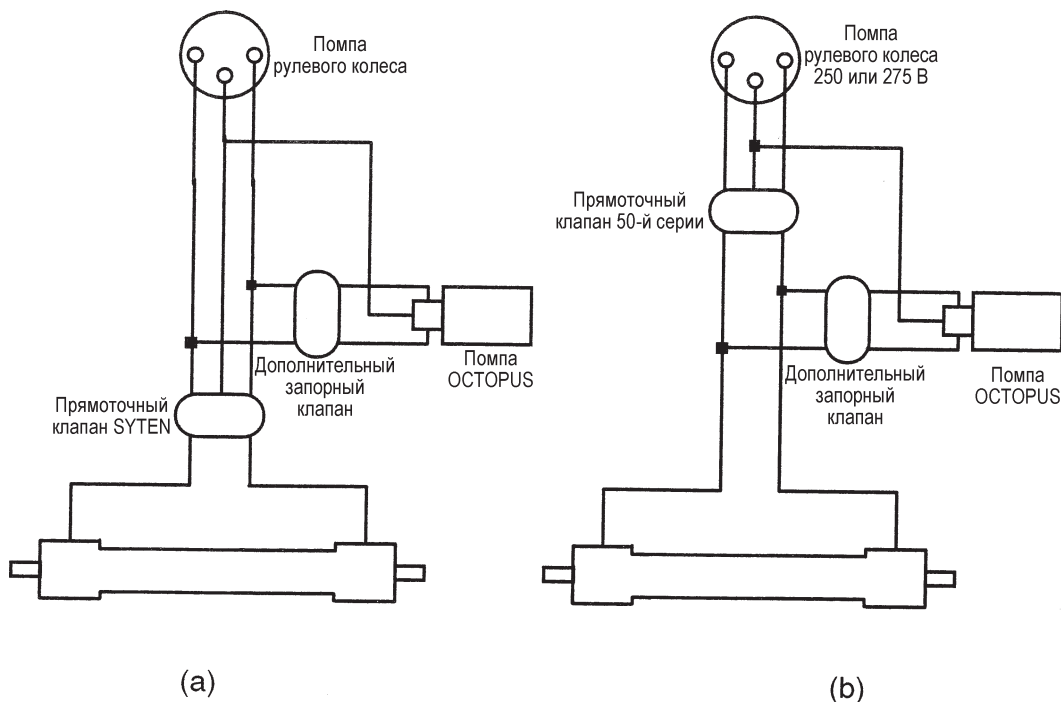 Помпа
рулевого колеса
Прямоточный
клапан SYTEN
Дополнительный
запорный
клапан
Помпа
OCTOPUS
(a)
Помпа
рулевого колеса
250 или 275 В
Прямоточный
клапан 50-й серии
Дополнительный
запорный
клапан
Помпа
OCTOPUS
(b)